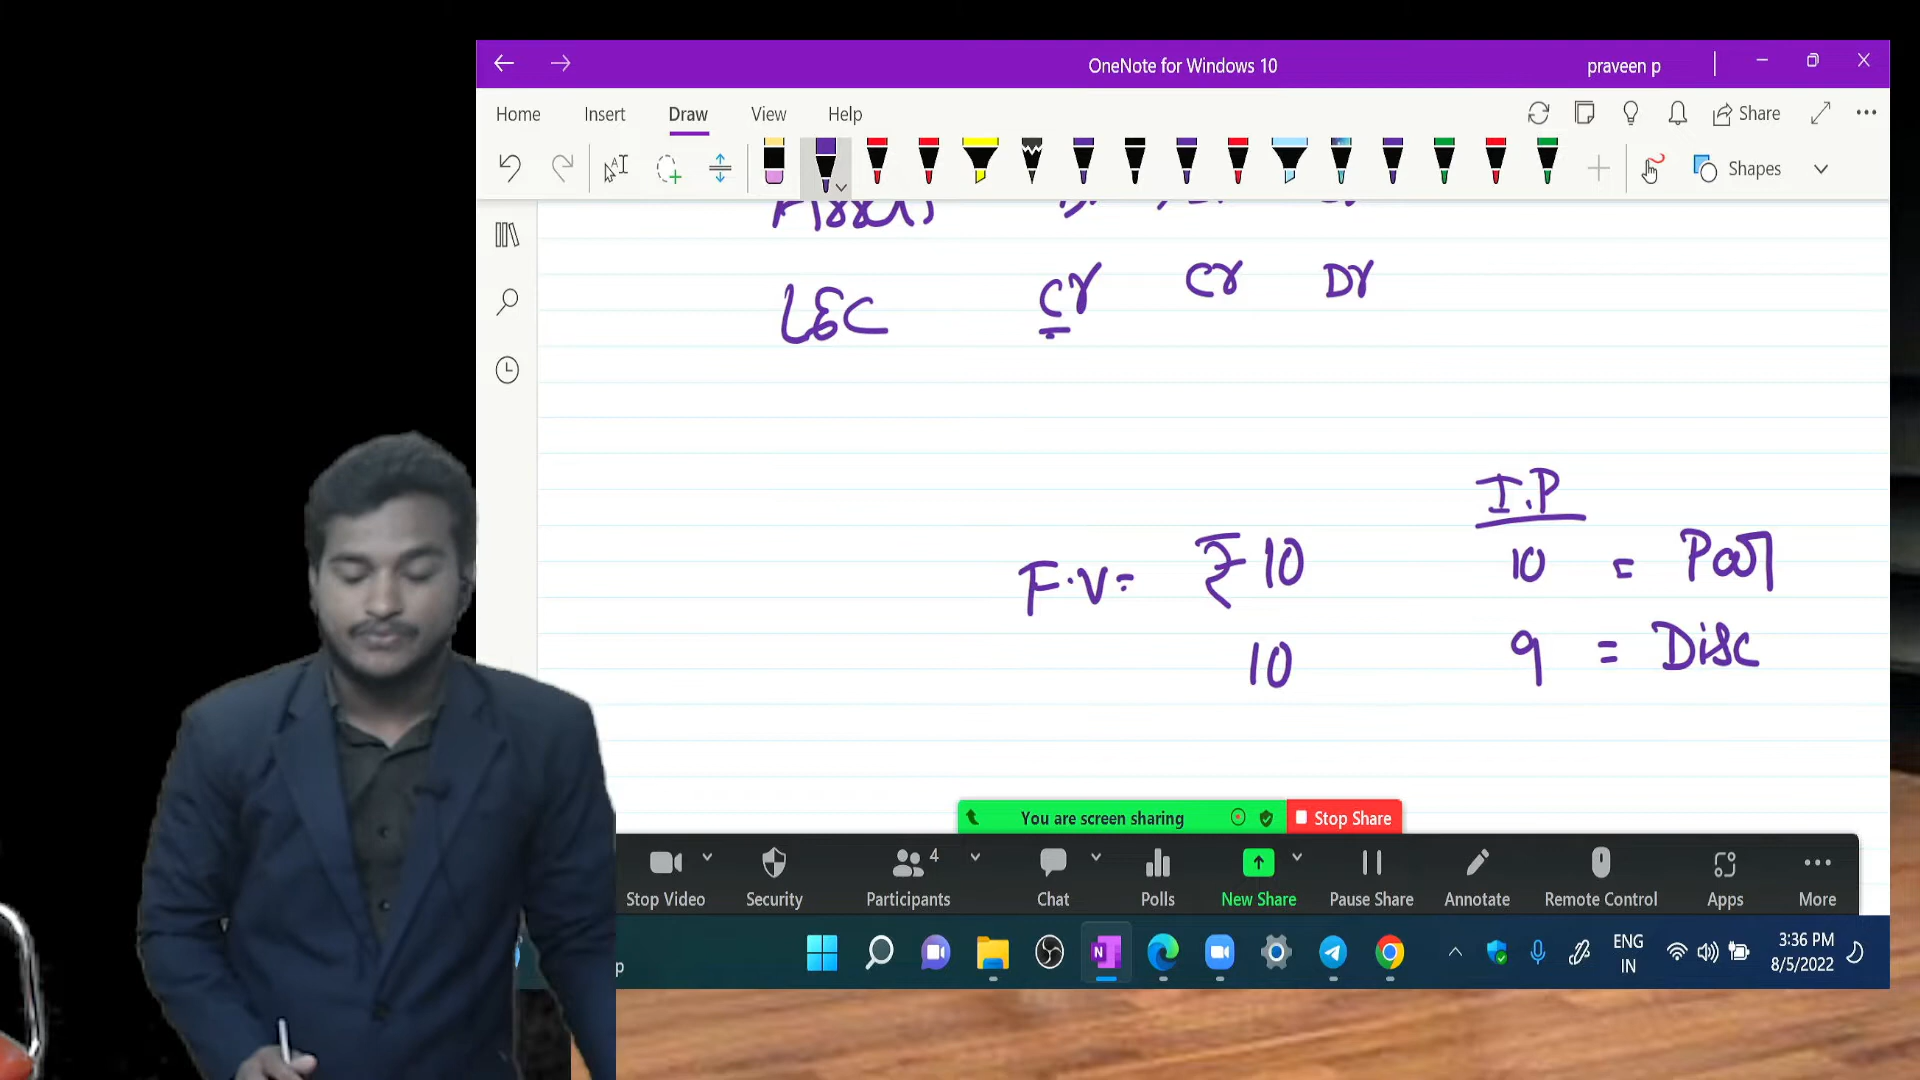 OneNote for Windows 10
praveen p
Home Insert Draw View Help
Share
Shapes
Assets
L&C Cr Cr Dr
I.P
F.V= ₹10 10 = Par
10 9 = Disc
You are screen sharing
Stop Share
4
Stop Video Security Participants Chat Polls New Share Pause Share Annotate Remote Control Apps More
p
ENG
IN
3:36 PM
8/5/2022